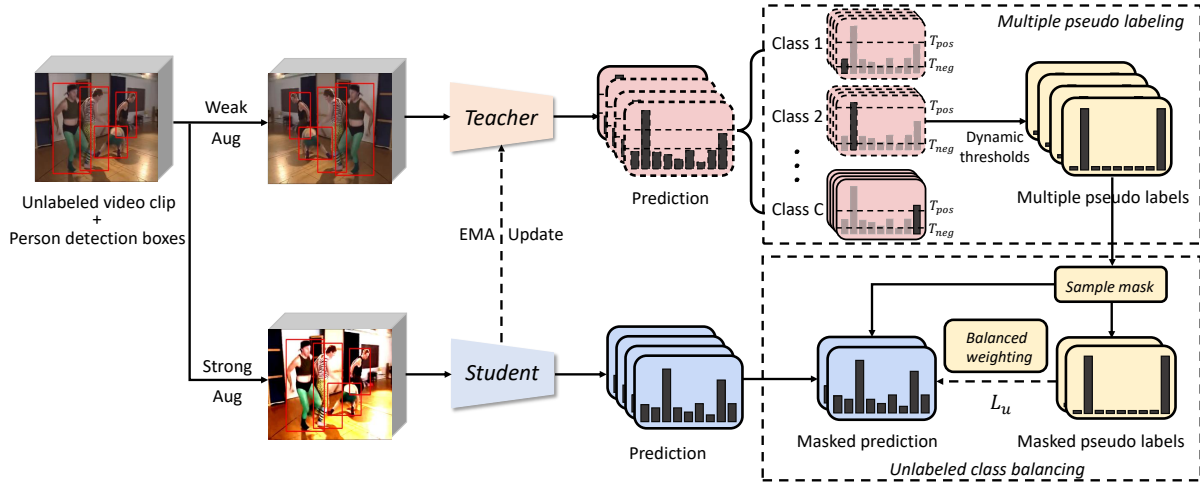 Multiple pseudo labeling
Class 1
T_pos
T_neg
Weak
Aug
Teacher
Class 2
T_pos
T_neg
Dynamic
thresholds
Prediction
Multiple pseudo labels
Unlabeled video clip
+
Person detection boxes
Class C
T_pos
T_neg
EMA Update
Sample mask
Strong
Aug
Student
Balanced
weighting
L_u
Prediction
Masked prediction
Masked pseudo labels
Unlabeled class balancing